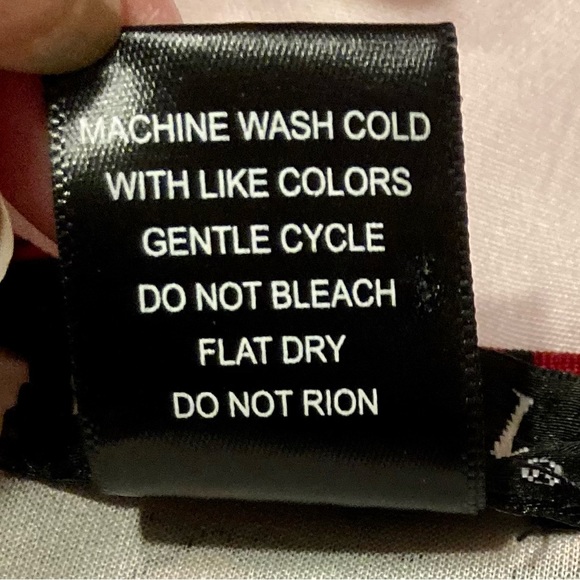 MACHINE WASH COLD
WITH LIKE COLORS
GENTLE CYCLE
DO NOT BLEACH
FLAT DRY
DO NOT RION